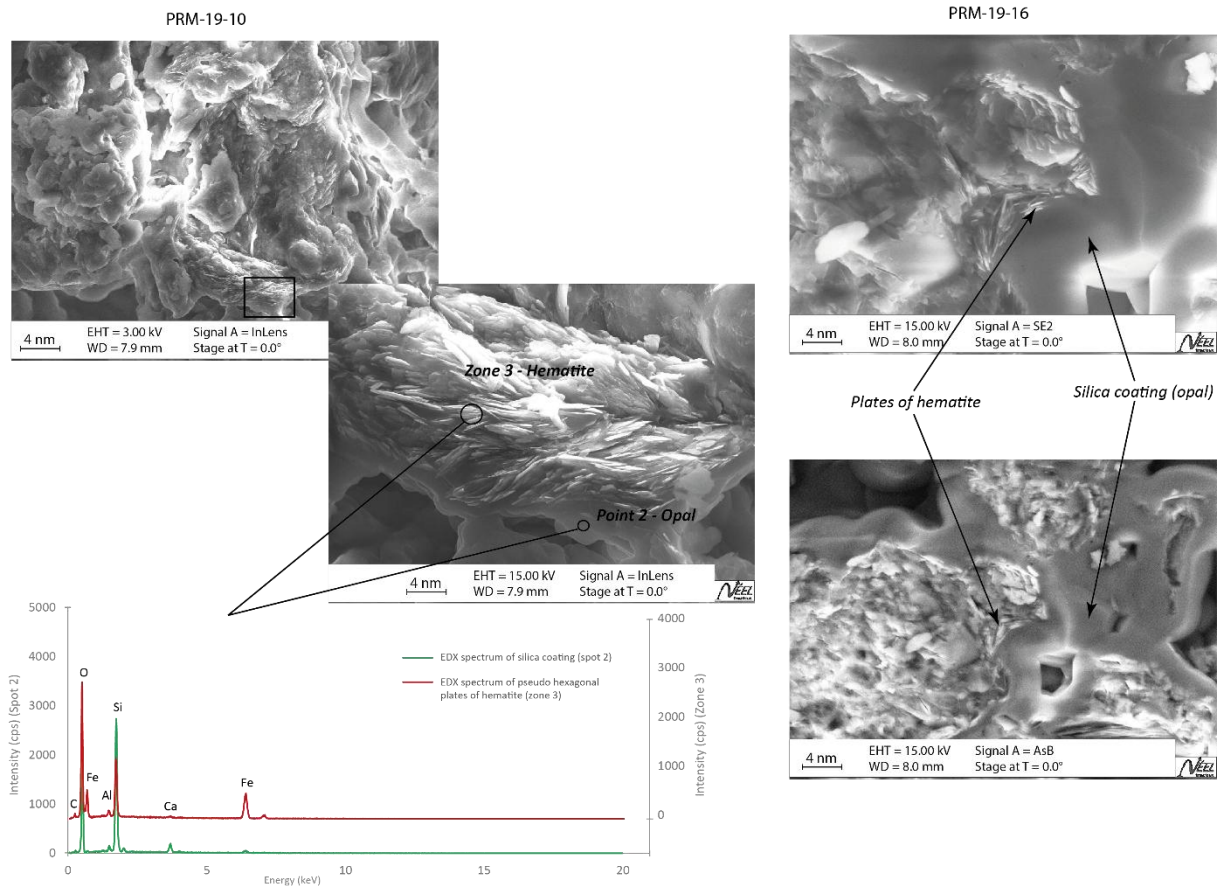 PRM-19-10
PRM-19-16
4 nm
EHT = 3.00 kV
WD = 7.9 mm
Signal A = InLens
Stage at T = 0.0°
Zone 3 - Hematite
Point 2 - Opal
4 nm
EHT = 15.00 kV
WD = 7.9 mm
Signal A = InLens
Stage at T = 0.0°
NÉEL
4 nm
EHT = 15.00 kV
WD = 8.0 mm
Signal A = SE2
Stage at T = 0.0°
NÉEL
Plates of hematite
Silica coating (opal)
4 nm
EHT = 15.00 kV
WD = 8.0 mm
Signal A = AsB
Stage at T = 0.0°
NÉEL
5000
4000
3000
2000
1000
0
Intensity (cps) (Spot 2)
4000
3000
2000
1000
0
Intensity (cps) (Zone 3)
EDX spectrum of silica coating (spot 2)
EDX spectrum of pseudo hexagonal
plates of hematite (zone 3)
O
Si
Fe
C
Al
Ca
Fe
0
5
10
15
20
Energy (keV)